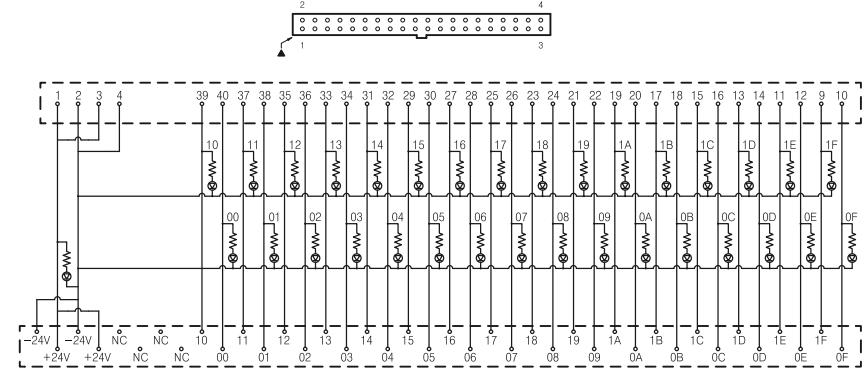 2 4
1 3
1 2 3 4 39 40 37 38 35 36 33 34 31 32 29 30 27 28 25 26 23 24 21 22 19 20 17 18 15 16 13 14 11 12 9 10
10 11 12 13 14 15 16 17 18 19 1A 1B 1C 1D 1E 1F
00 01 02 03 04 05 06 07 08 09 0A 0B 0C 0D 0E 0F
−24V −24V NC NC 10 11 12 13 14 15 16 17 18 19 1A 1B 1C 1D 1E 1F
+24V +24V NC NC 00 01 02 03 04 05 06 07 08 09 0A 0B 0C 0D 0E 0F